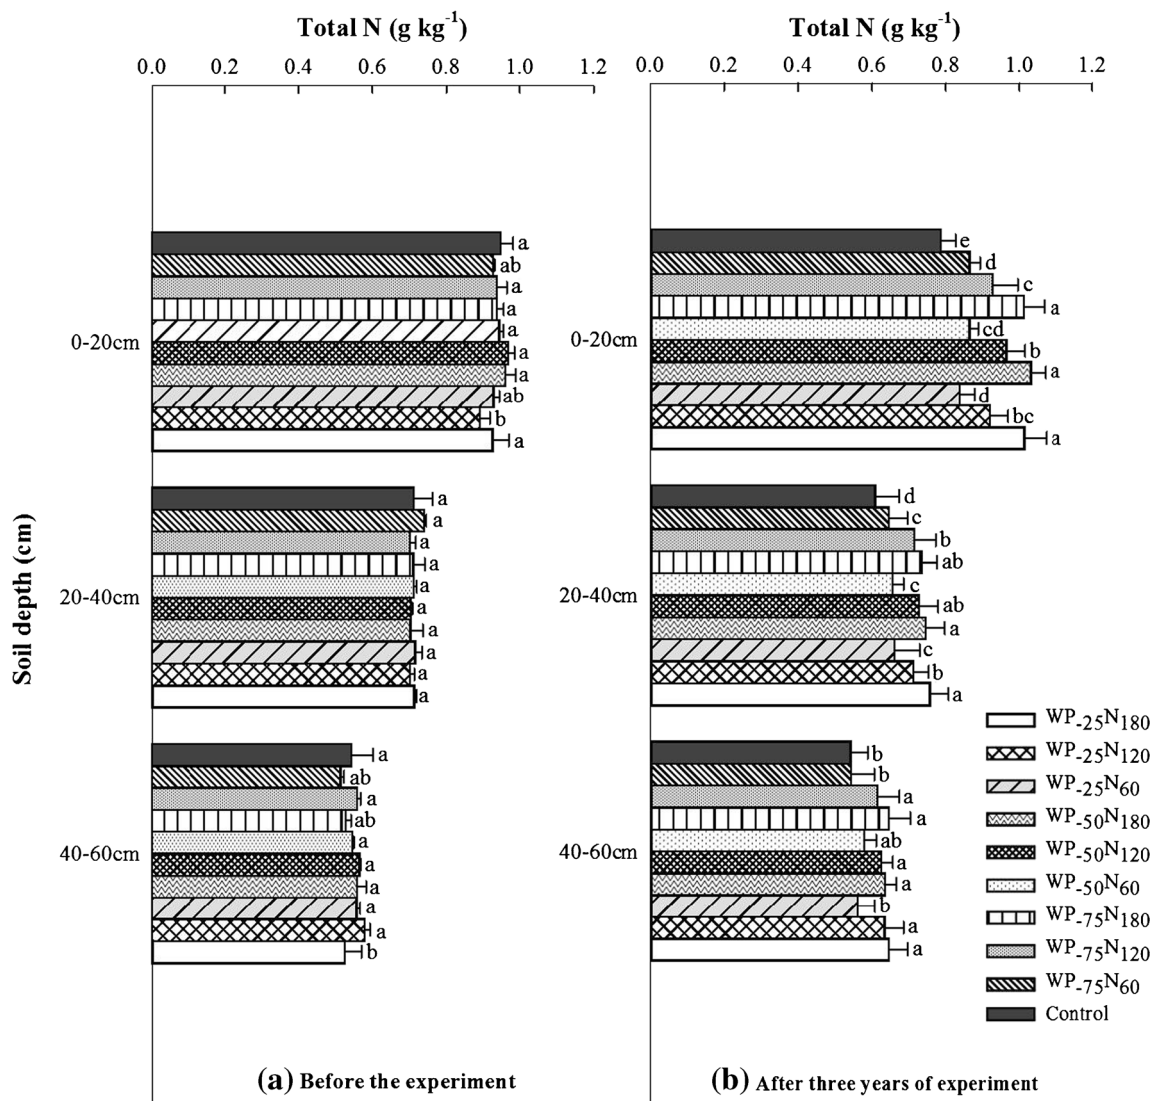 Total N (g kg-1)
0.0 0.2 0.4 0.6 0.8 1.0 1.2
Total N (g kg-1)
0.0 0.2 0.4 0.6 0.8 1.0 1.2
Soil depth (cm)
0-20cm
a
ab
a
a
a
a
a
ab
b
a
20-40cm
a
a
a
a
a
a
a
a
a
a
40-60cm
a
ab
a
ab
a
a
a
a
a
b
0-20cm
e
d
c
a
cd
b
a
d
bc
a
20-40cm
d
c
b
ab
c
ab
a
c
b
a
40-60cm
b
b
a
a
ab
a
a
b
a
a
WP-25N180
WP-25N120
WP-25N60
WP-50N180
WP-50N120
WP-50N60
WP-75N180
WP-75N120
WP-75N60
Control
(a) Before the experiment
(b) After three years of experiment